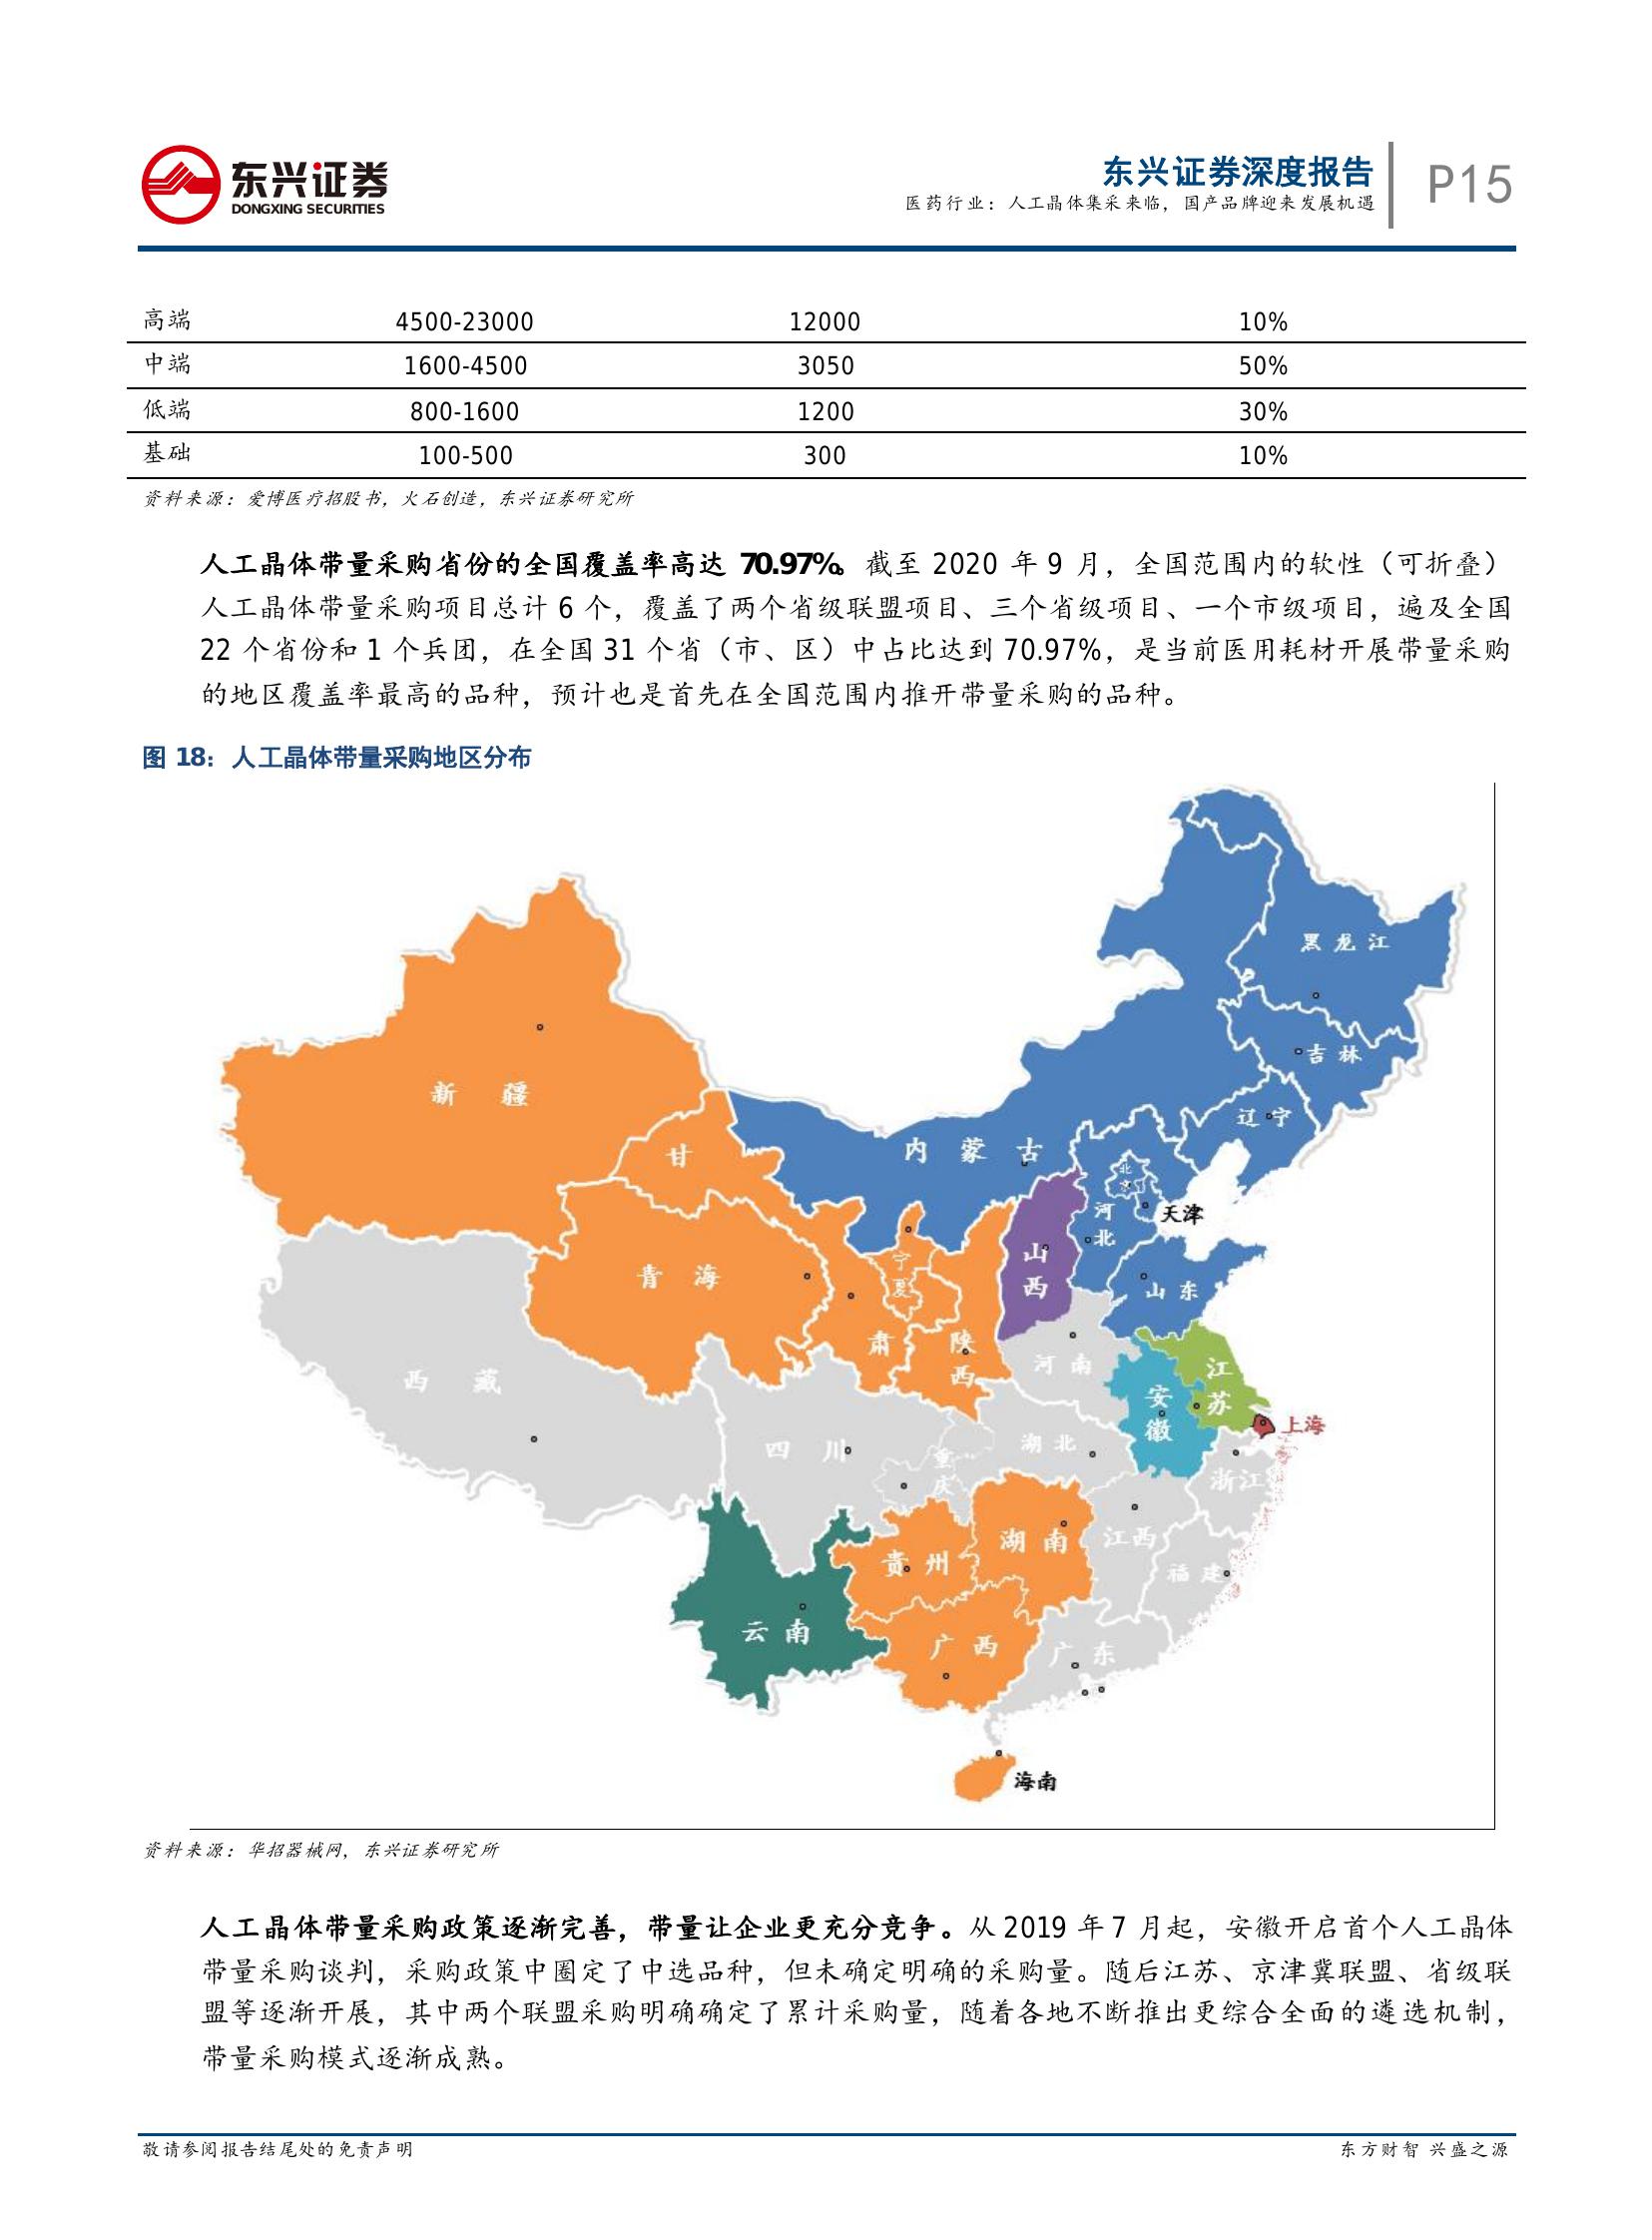 东兴证券
DONGXING SECURITIES
东兴证券深度报告
医药行业：人工晶体集采来临，国产品牌迎来发展机遇
P15
高端 4500-23000 12000 10%
中端 1600-4500 3050 50%
低端 800-1600 1200 30%
基础 100-500 300 10%
资料来源：爱博医疗招股书，火石创造，东兴证券研究所
人工晶体带量采购省份的全国覆盖率高达 70.97%。截至 2020 年 9 月，全国范围内的软性（可折叠）
人工晶体带量采购项目总计 6 个，覆盖了两个省级联盟项目、三个省级项目、一个市级项目，遍及全国
22 个省份和 1 个兵团，在全国 31 个省（市、区）中占比达到 70.97%，是当前医用耗材开展带量采购
的地区覆盖率最高的品种，预计也是首先在全国范围内推开带量采购的品种。
图 18：人工晶体带量采购地区分布
黑龙江
吉林
辽宁
新疆
内蒙古
甘肃
北
天津
河北
山西
宁夏
青海
山东
陕西
河南
江苏
西藏
安徽
上海
四川
湖北
重庆
浙江
湖南
江西
贵州
福建
云南
广西
广东
海南
资料来源：华招器械网，东兴证券研究所
人工晶体带量采购政策逐渐完善，带量让企业更充分竞争。从 2019 年 7 月起，安徽开启首个人工晶体
带量采购谈判，采购政策中圈定了中选品种，但未确定明确的采购量。随后江苏、京津冀联盟、省级联
盟等逐渐开展，其中两个联盟采购明确确定了累计采购量，随着各地不断推出更综合全面的遴选机制，
带量采购模式逐渐成熟。
敬请参阅报告结尾处的免责声明
东方财智 兴盛之源